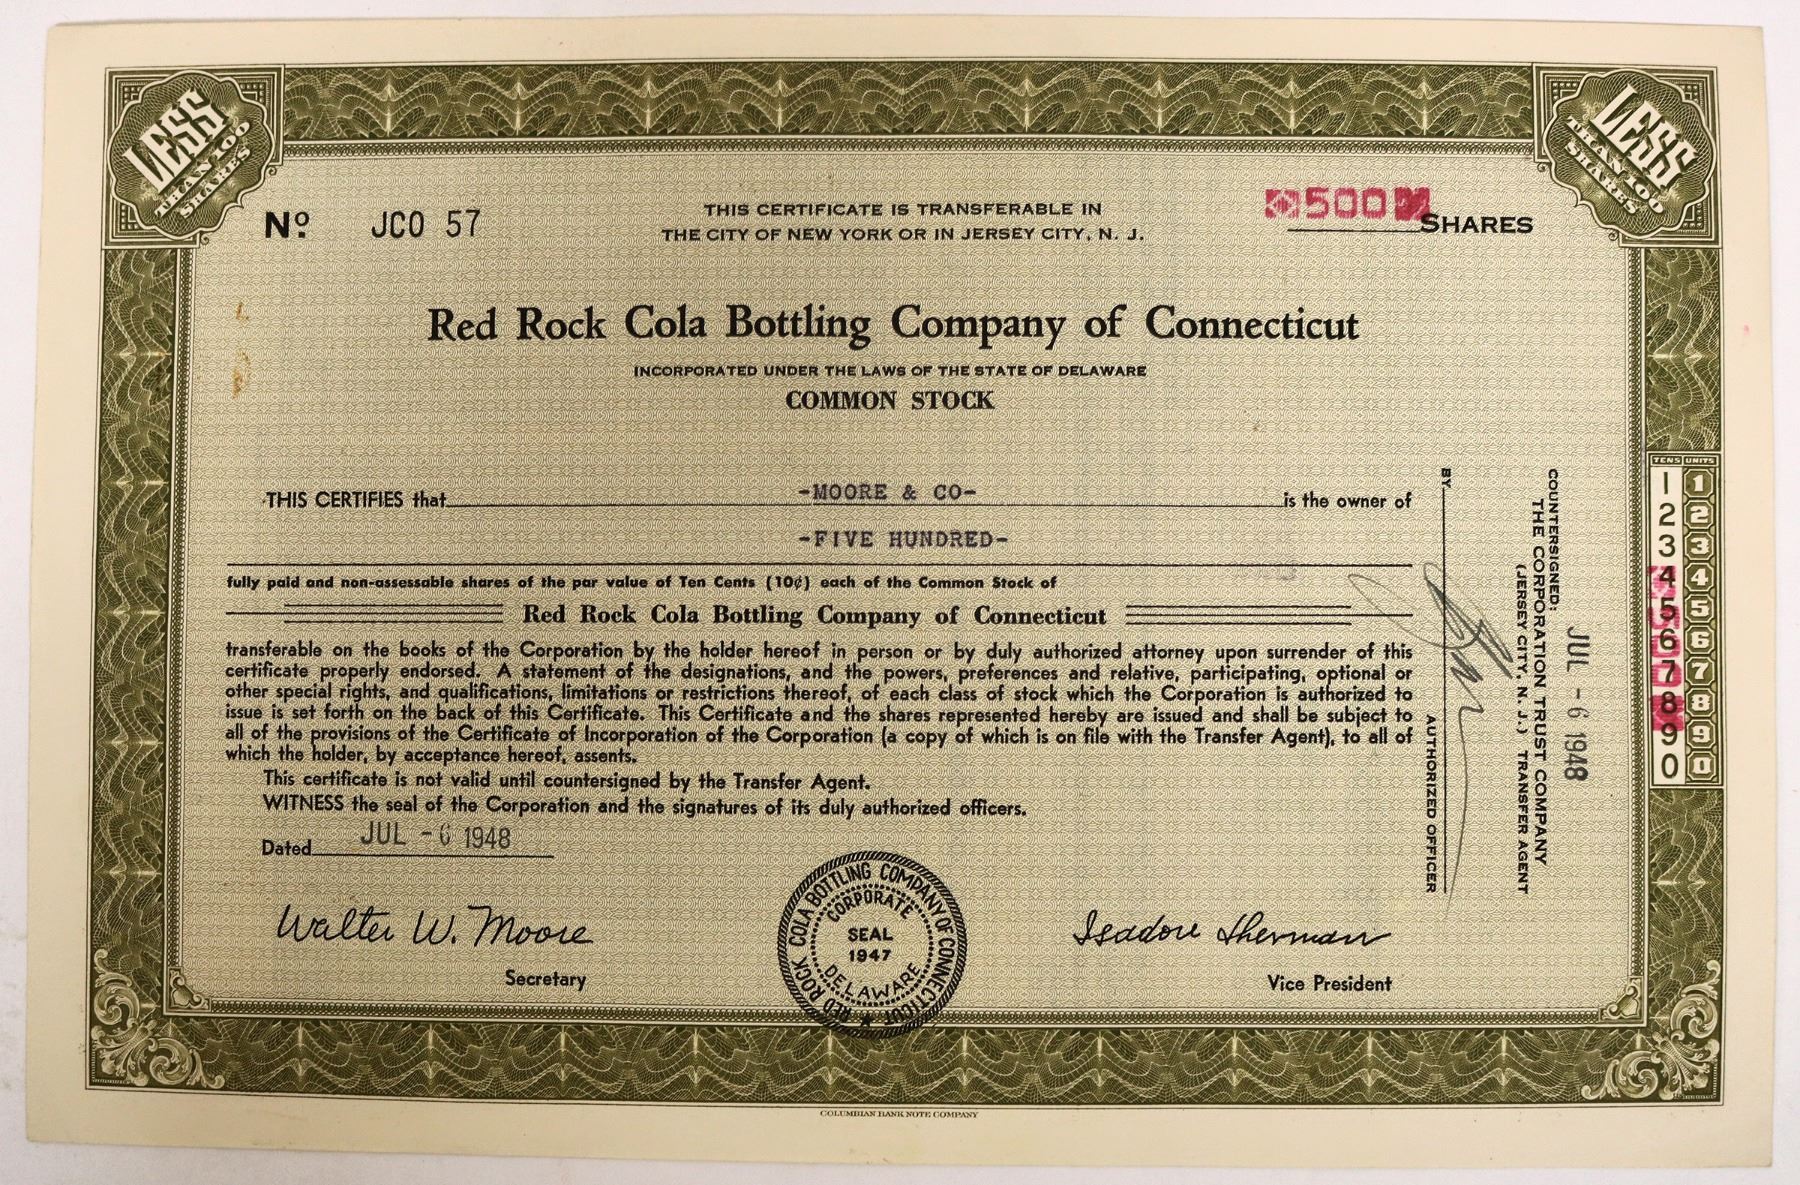 LESS
THAN 100
SHARES
LESS
THAN 100
SHARES
Nº JCO 57
THIS CERTIFICATE IS TRANSFERABLE IN
THE CITY OF NEW YORK OR IN JERSEY CITY, N. J.
500 SHARES
Red Rock Cola Bottling Company of Connecticut
INCORPORATED UNDER THE LAWS OF THE STATE OF DELAWARE
COMMON STOCK
THIS CERTIFIES that -MOORE & CO- is the owner of
-FIVE HUNDRED-
fully paid and non-assessable shares of the par value of Ten Cents (10¢) each of the Common Stock of
Red Rock Cola Bottling Company of Connecticut
transferable on the books of the Corporation by the holder hereof in person or by duly authorized attorney upon surrender of this
certificate properly endorsed. A statement of the designations, and the powers, preferences and relative, participating, optional or
other special rights, and qualifications, limitations or restrictions thereof, of each class of stock which the Corporation is authorized to
issue is set forth on the back of this Certificate. This Certificate and the shares represented hereby are issued and shall be subject to
all of the provisions of the Certificate of Incorporation of the Corporation (a copy of which is on file with the Transfer Agent), to all of
which the holder, by acceptance hereof, assents.
This certificate is not valid until countersigned by the Transfer Agent.
WITNESS the seal of the Corporation and the signatures of its duly authorized officers.
Dated JUL - 6 1948
Walter W. Moore
Secretary
RED ROCK COLA BOTTLING COMPANY OF CONNECTICUT
CORPORATE
SEAL
1947
DELAWARE
Isadore Sherman
Vice President
COUNTERSIGNED: JUL - 6 1948
THE CORPORATION TRUST COMPANY
(JERSEY CITY, N. J.) TRANSFER AGENT
BY
AUTHORIZED OFFICER
TENS UNITS
1 1
2 2
3 3
4 4
5 5
6 6
7 7
8 8
9 9
0 0
COLUMBIAN BANK NOTE COMPANY